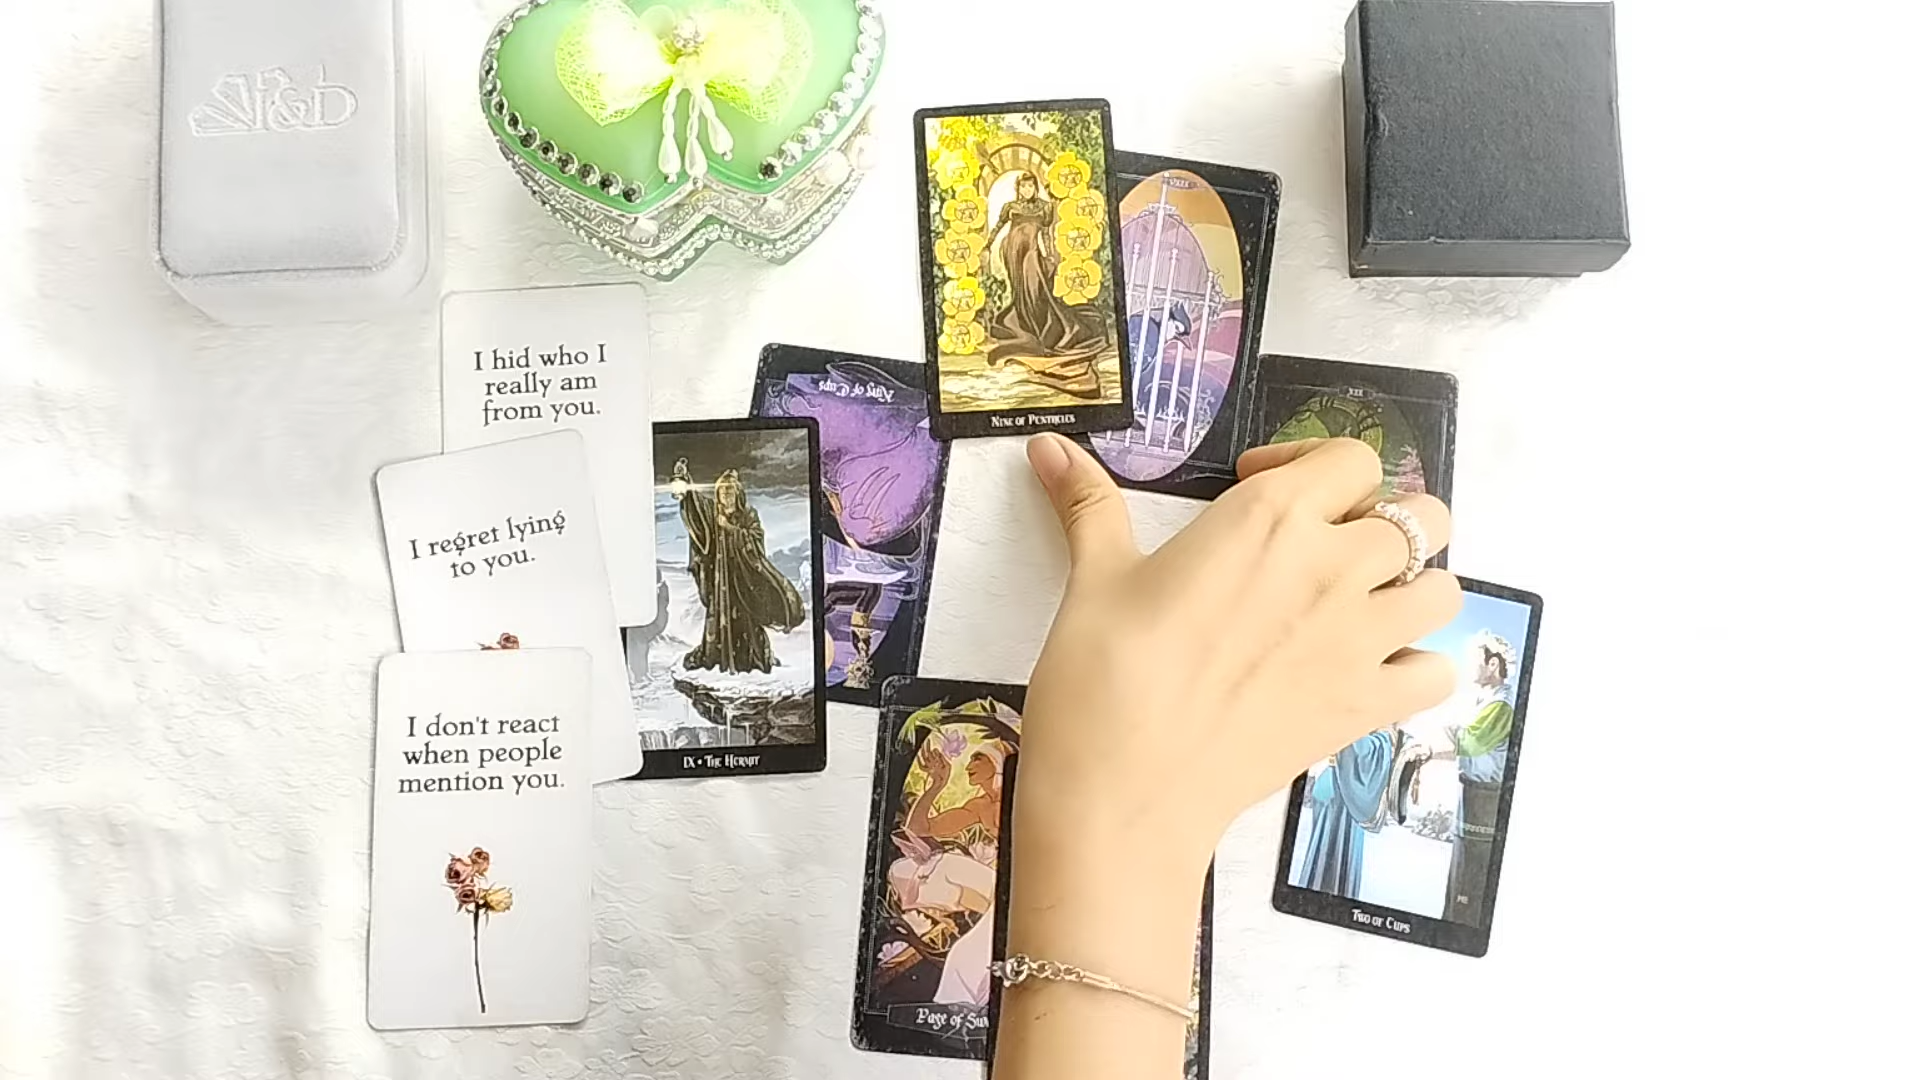 F&D
I hid who I
really am
from you.
I regret lying
to you.
I don't react
when people
mention you.
IX • The Hermit
King of Cups
Nine of Pentacles
Page of
Two of Cups